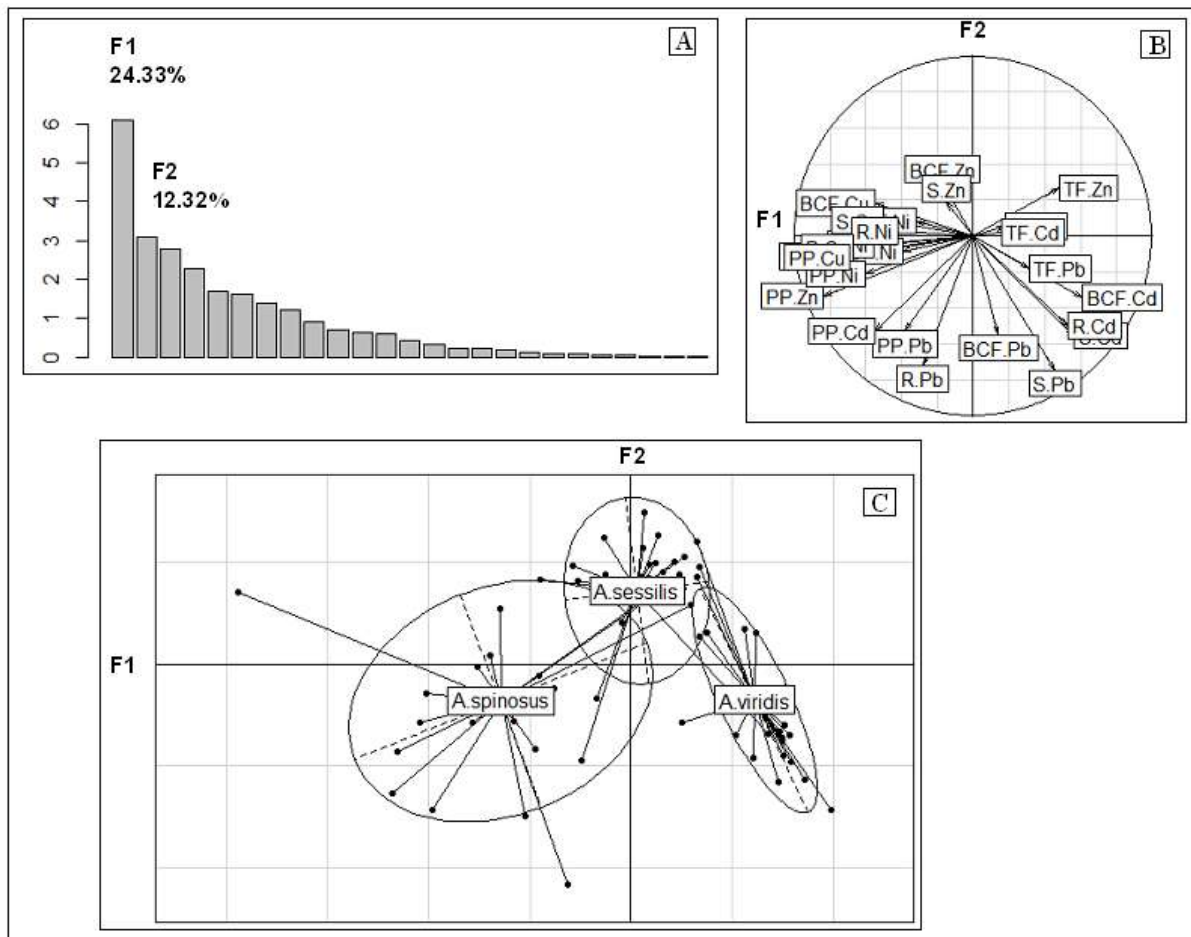 A
F1
24.33%
F2
12.32%
6
5
4
3
2
1
0
F2
B
F1
BCF.Zn
S.Zn
TF.Zn
BCF.Cu
Ni
R.Ni
TF.Cd
PP.Cu
.Ni
PP.Ni
TF.Pb
PP.Zn
BCF.Cd
PP.Cd
PP.Pb
BCF.Pb
R.Cd
R.Pb
S.Pb
F2
C
A.sessilis
F1
A.spinosus
A.viridis